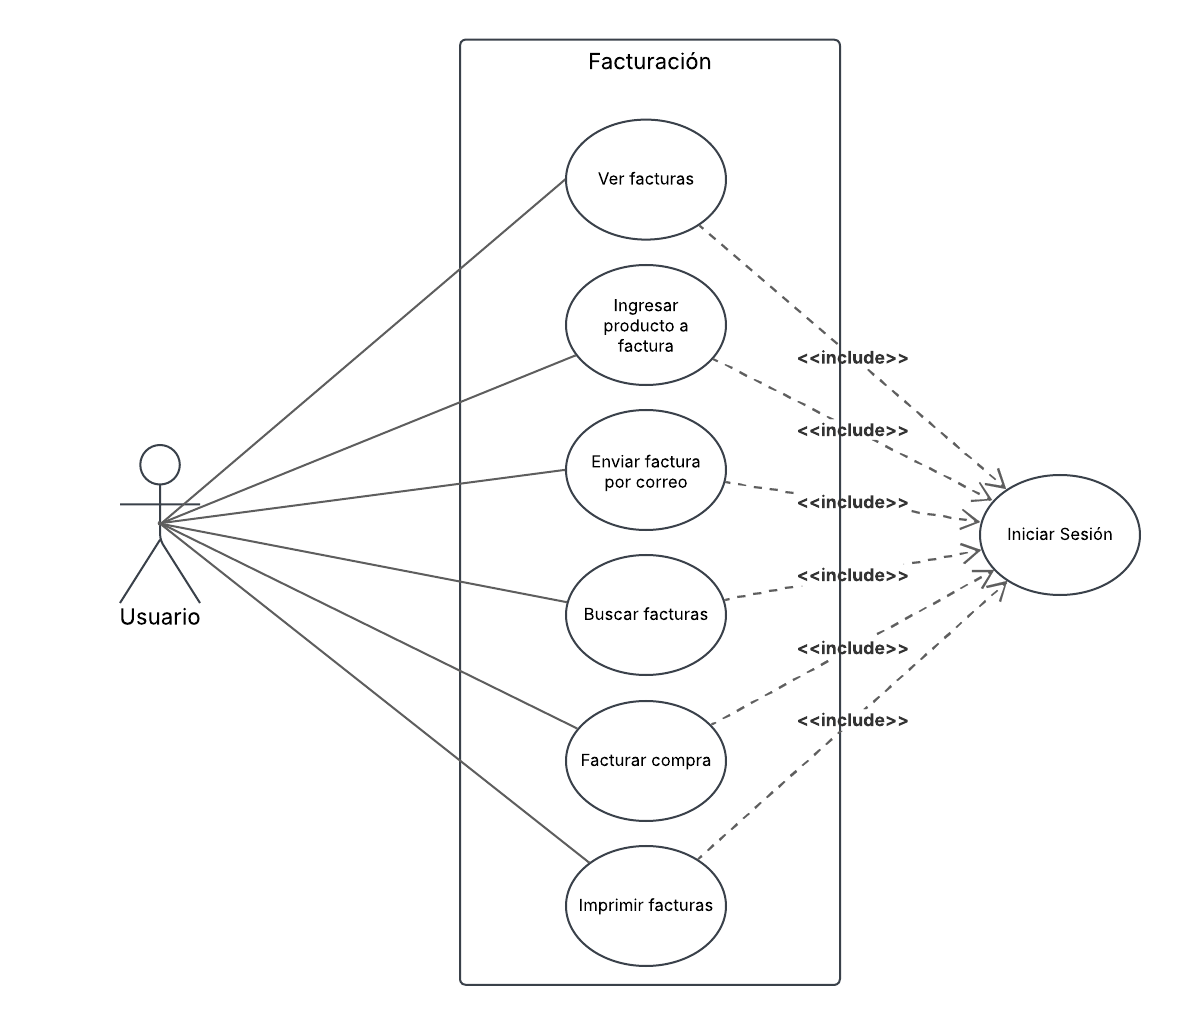 Facturación
Ver facturas
Ingresar
producto a
factura
<<include>>
<<include>>
Enviar factura
por correo
<<include>>
Iniciar Sesión
<<include>>
Usuario
Buscar facturas
<<include>>
<<include>>
Facturar compra
Imprimir facturas